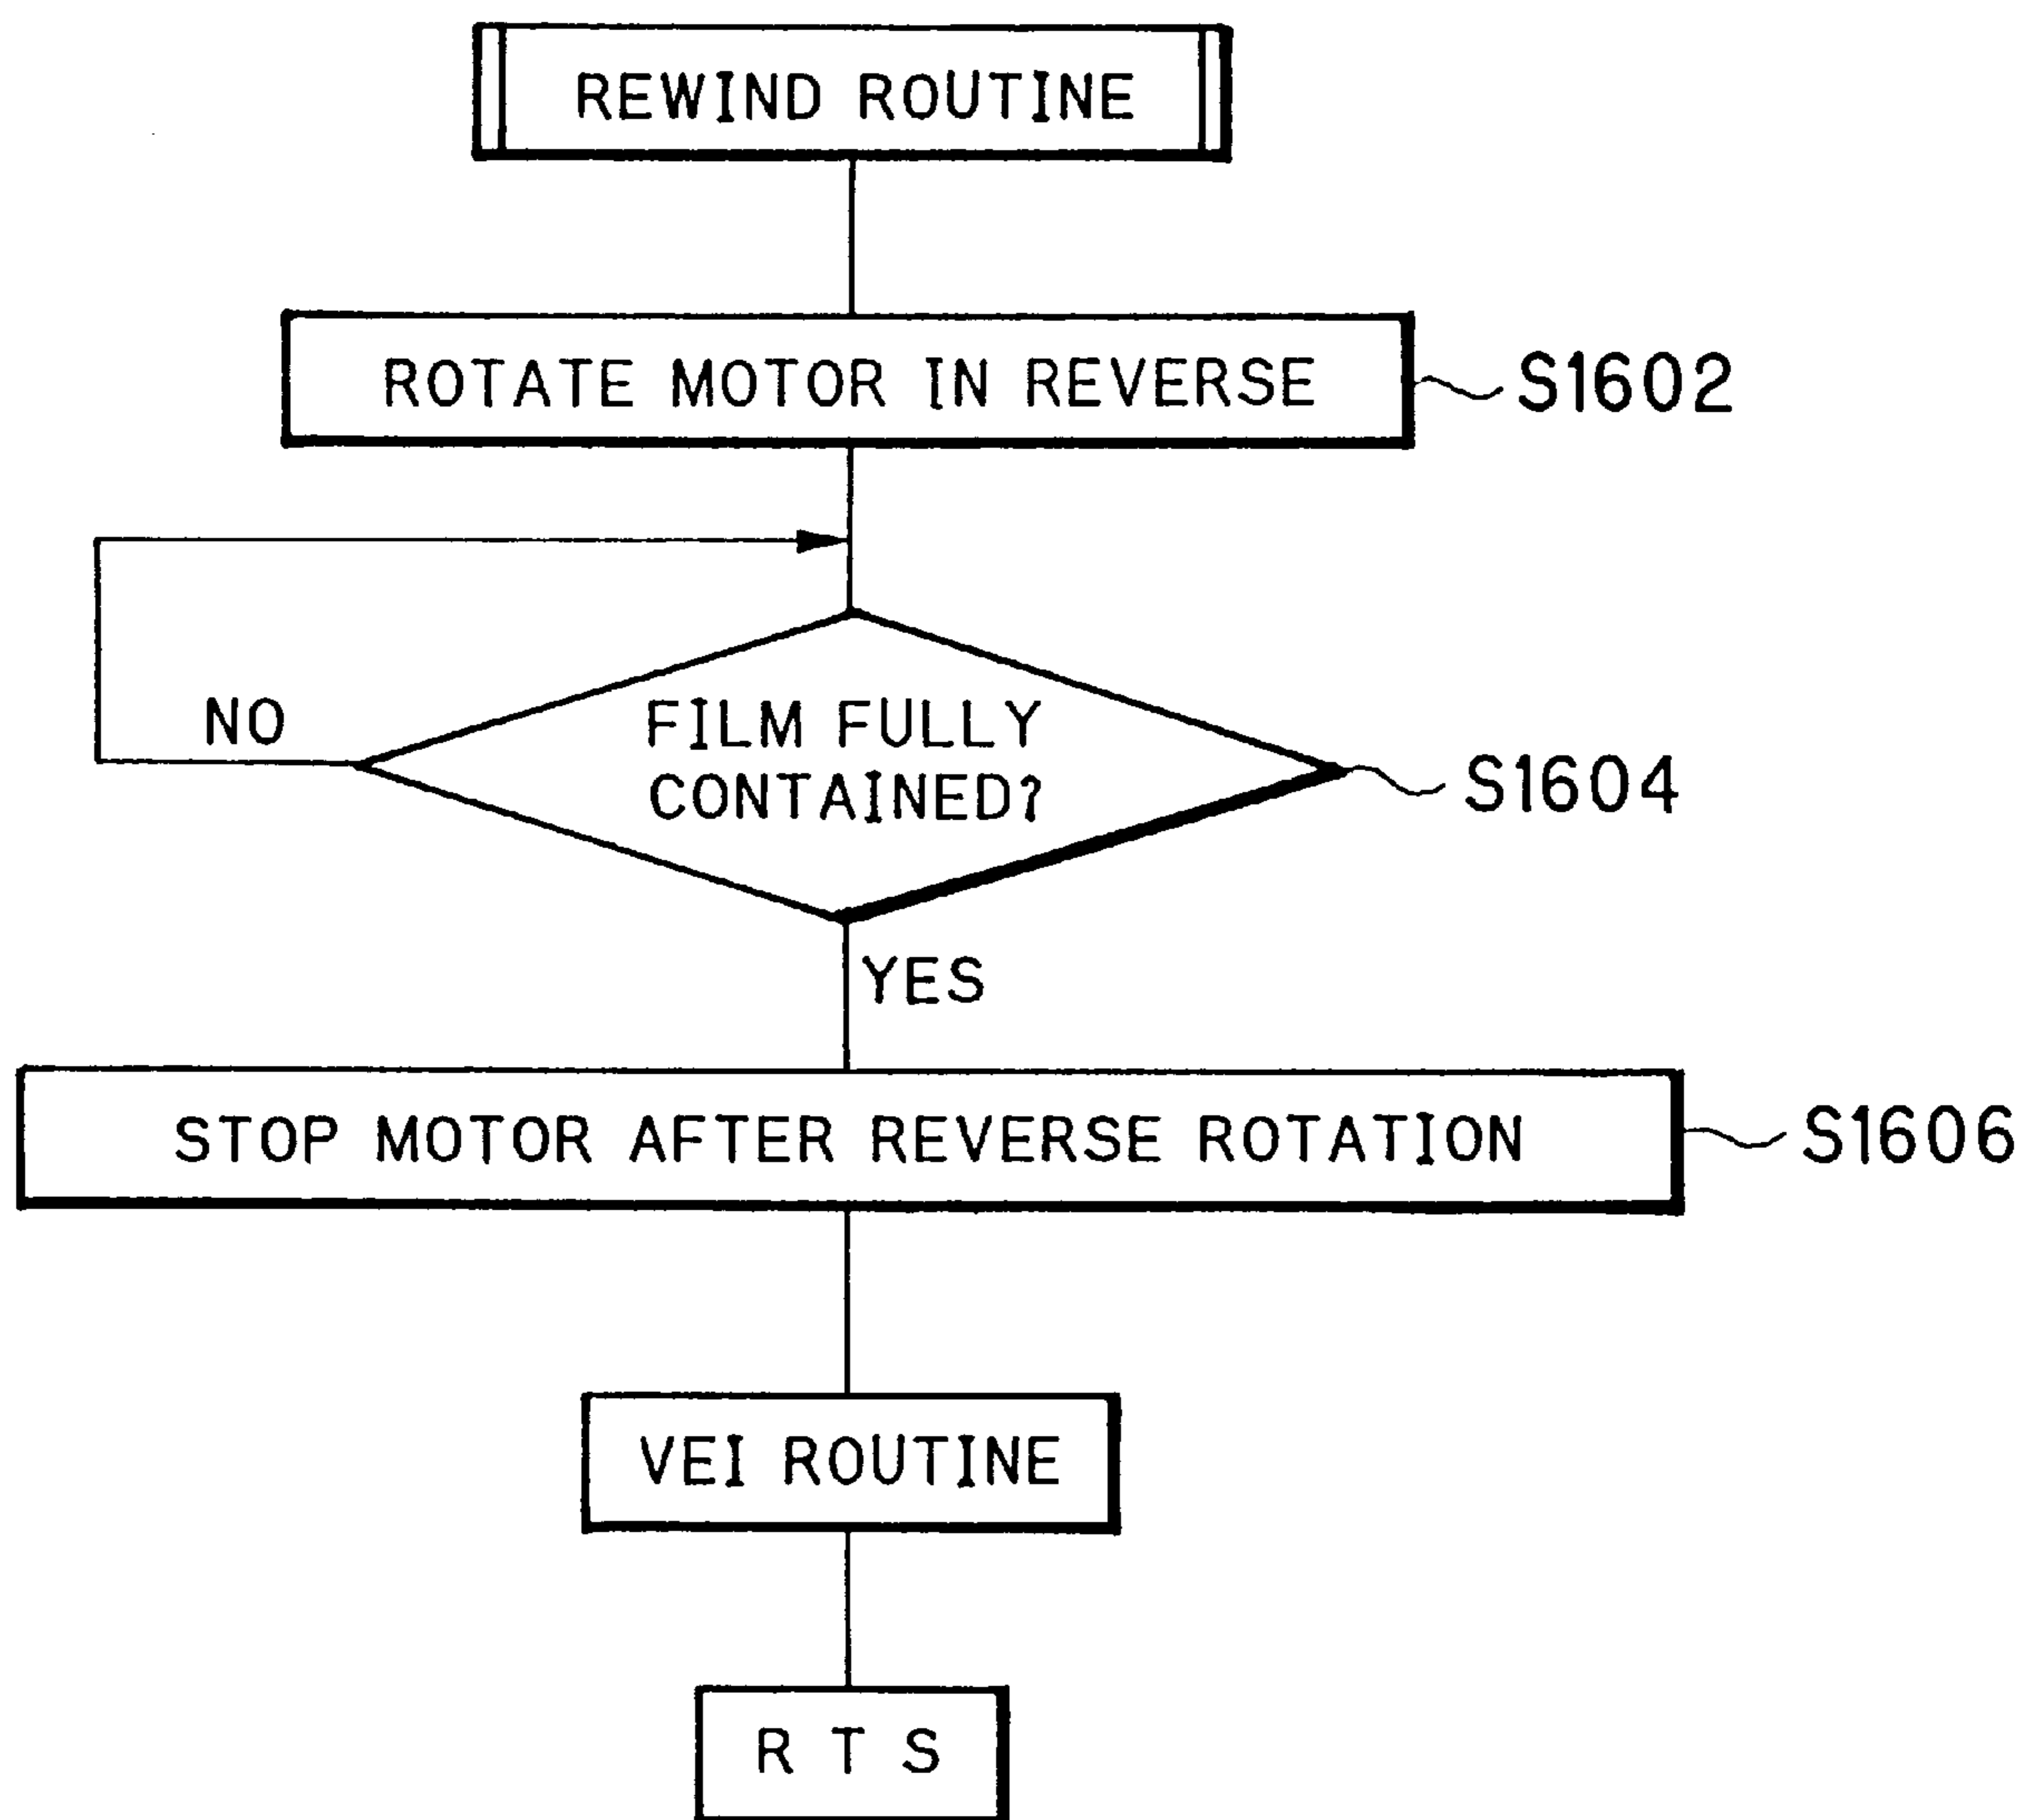 REWIND ROUTINE
ROTATE MOTOR IN REVERSE
S1602
NO
FILM FULLY
CONTAINED?
S1604
YES
STOP MOTOR AFTER REVERSE ROTATION
S1606
VEI ROUTINE
R T S